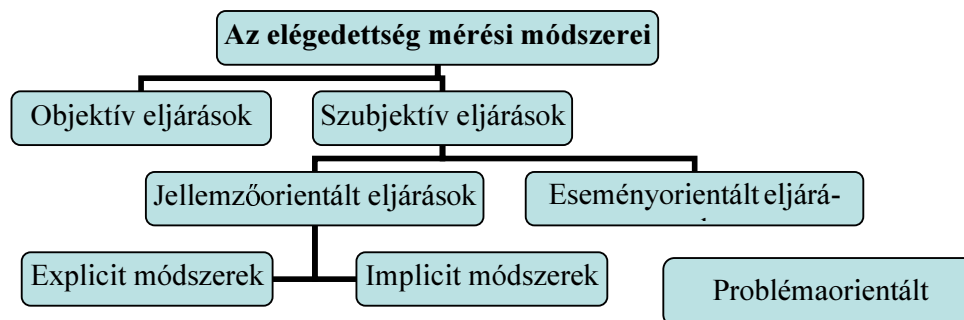 Az elégedettség mérési módszerei
Objektív eljárások
Szubjektív eljárások
Jellemzőorientált eljárások
Eseményorientált eljárá-
Explicit módszerek
Implicit módszerek
Problémaorientált